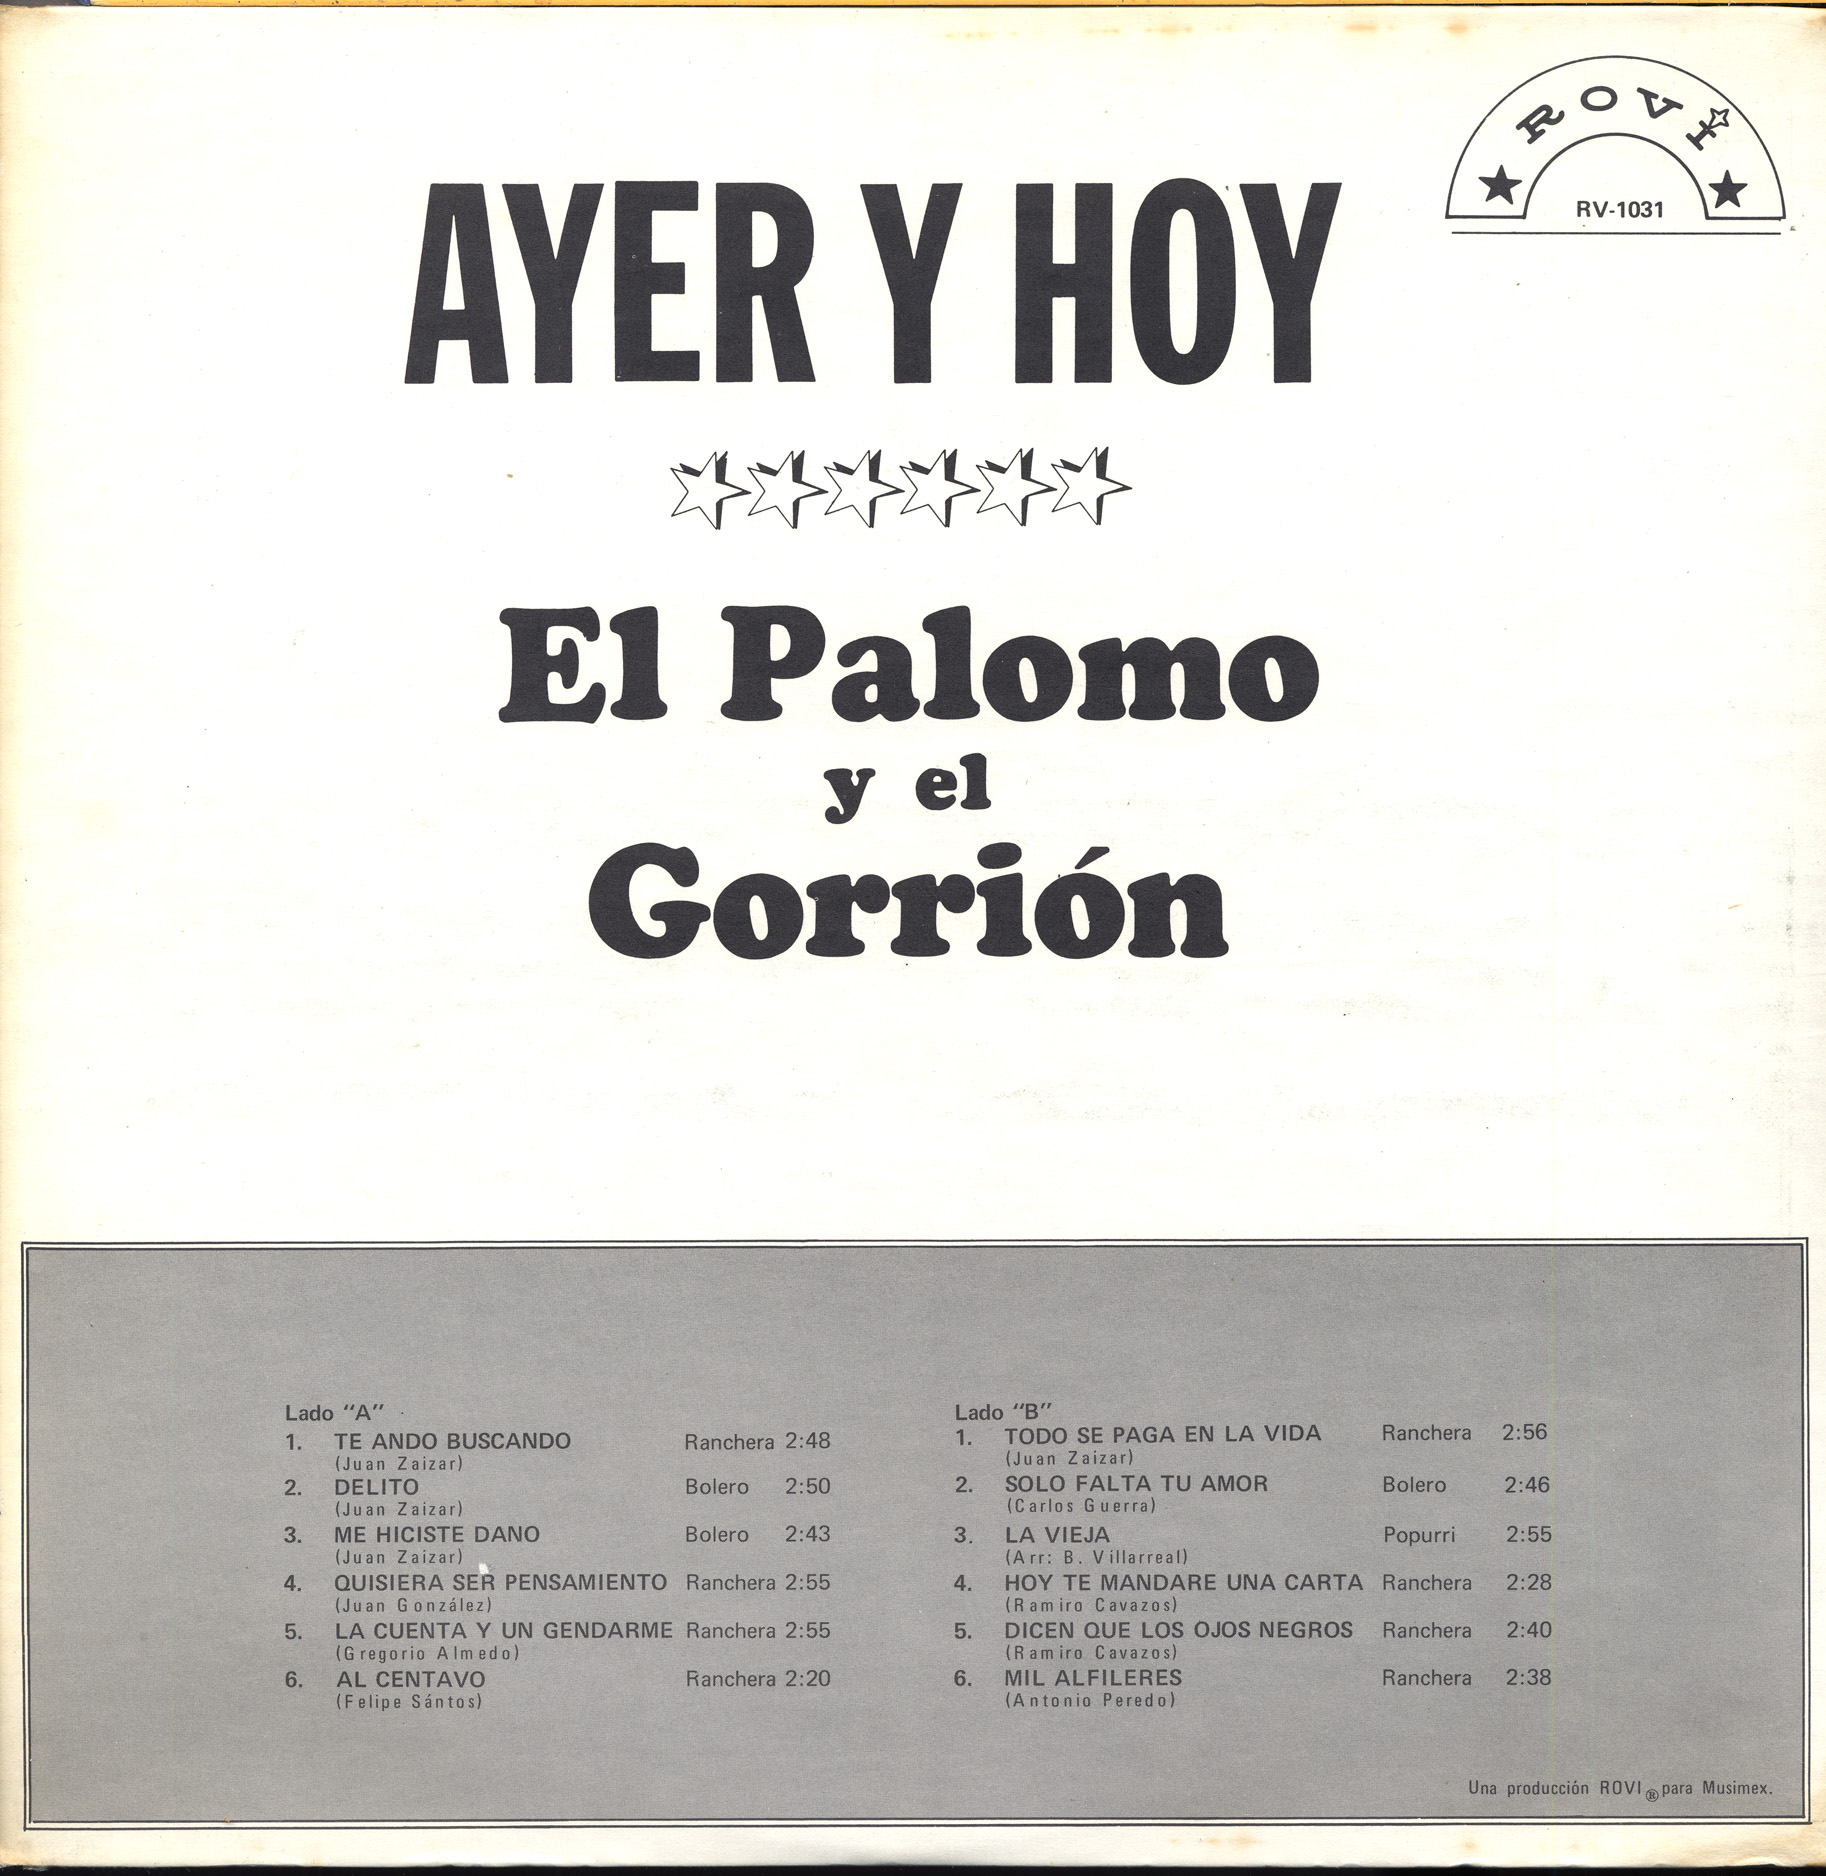 ROVI
RV-1031
AYER Y HOY
El Palomo
y el
Gorrión
Lado "A"
1. TE ANDO BUSCANDO Ranchera 2:48
(Juan Zaizar)
2. DELITO Bolero 2:50
(Juan Zaizar)
3. ME HICISTE DANO Bolero 2:43
(Juan Zaizar)
4. QUISIERA SER PENSAMIENTO Ranchera 2:55
(Juan González)
5. LA CUENTA Y UN GENDARME Ranchera 2:55
(Gregorio Almedo)
6. AL CENTAVO Ranchera 2:20
(Felipe Sántos)
Lado "B"
1. TODO SE PAGA EN LA VIDA Ranchera 2:56
(Juan Zaizar)
2. SOLO FALTA TU AMOR Bolero 2:46
(Carlos Guerra)
3. LA VIEJA Popurri 2:55
(Arr: B. Villarreal)
4. HOY TE MANDARE UNA CARTA Ranchera 2:28
(Ramiro Cavazos)
5. DICEN QUE LOS OJOS NEGROS Ranchera 2:40
(Ramiro Cavazos)
6. MIL ALFILERES Ranchera 2:38
(Antonio Peredo)
Una producción ROVI ® para Musimex.